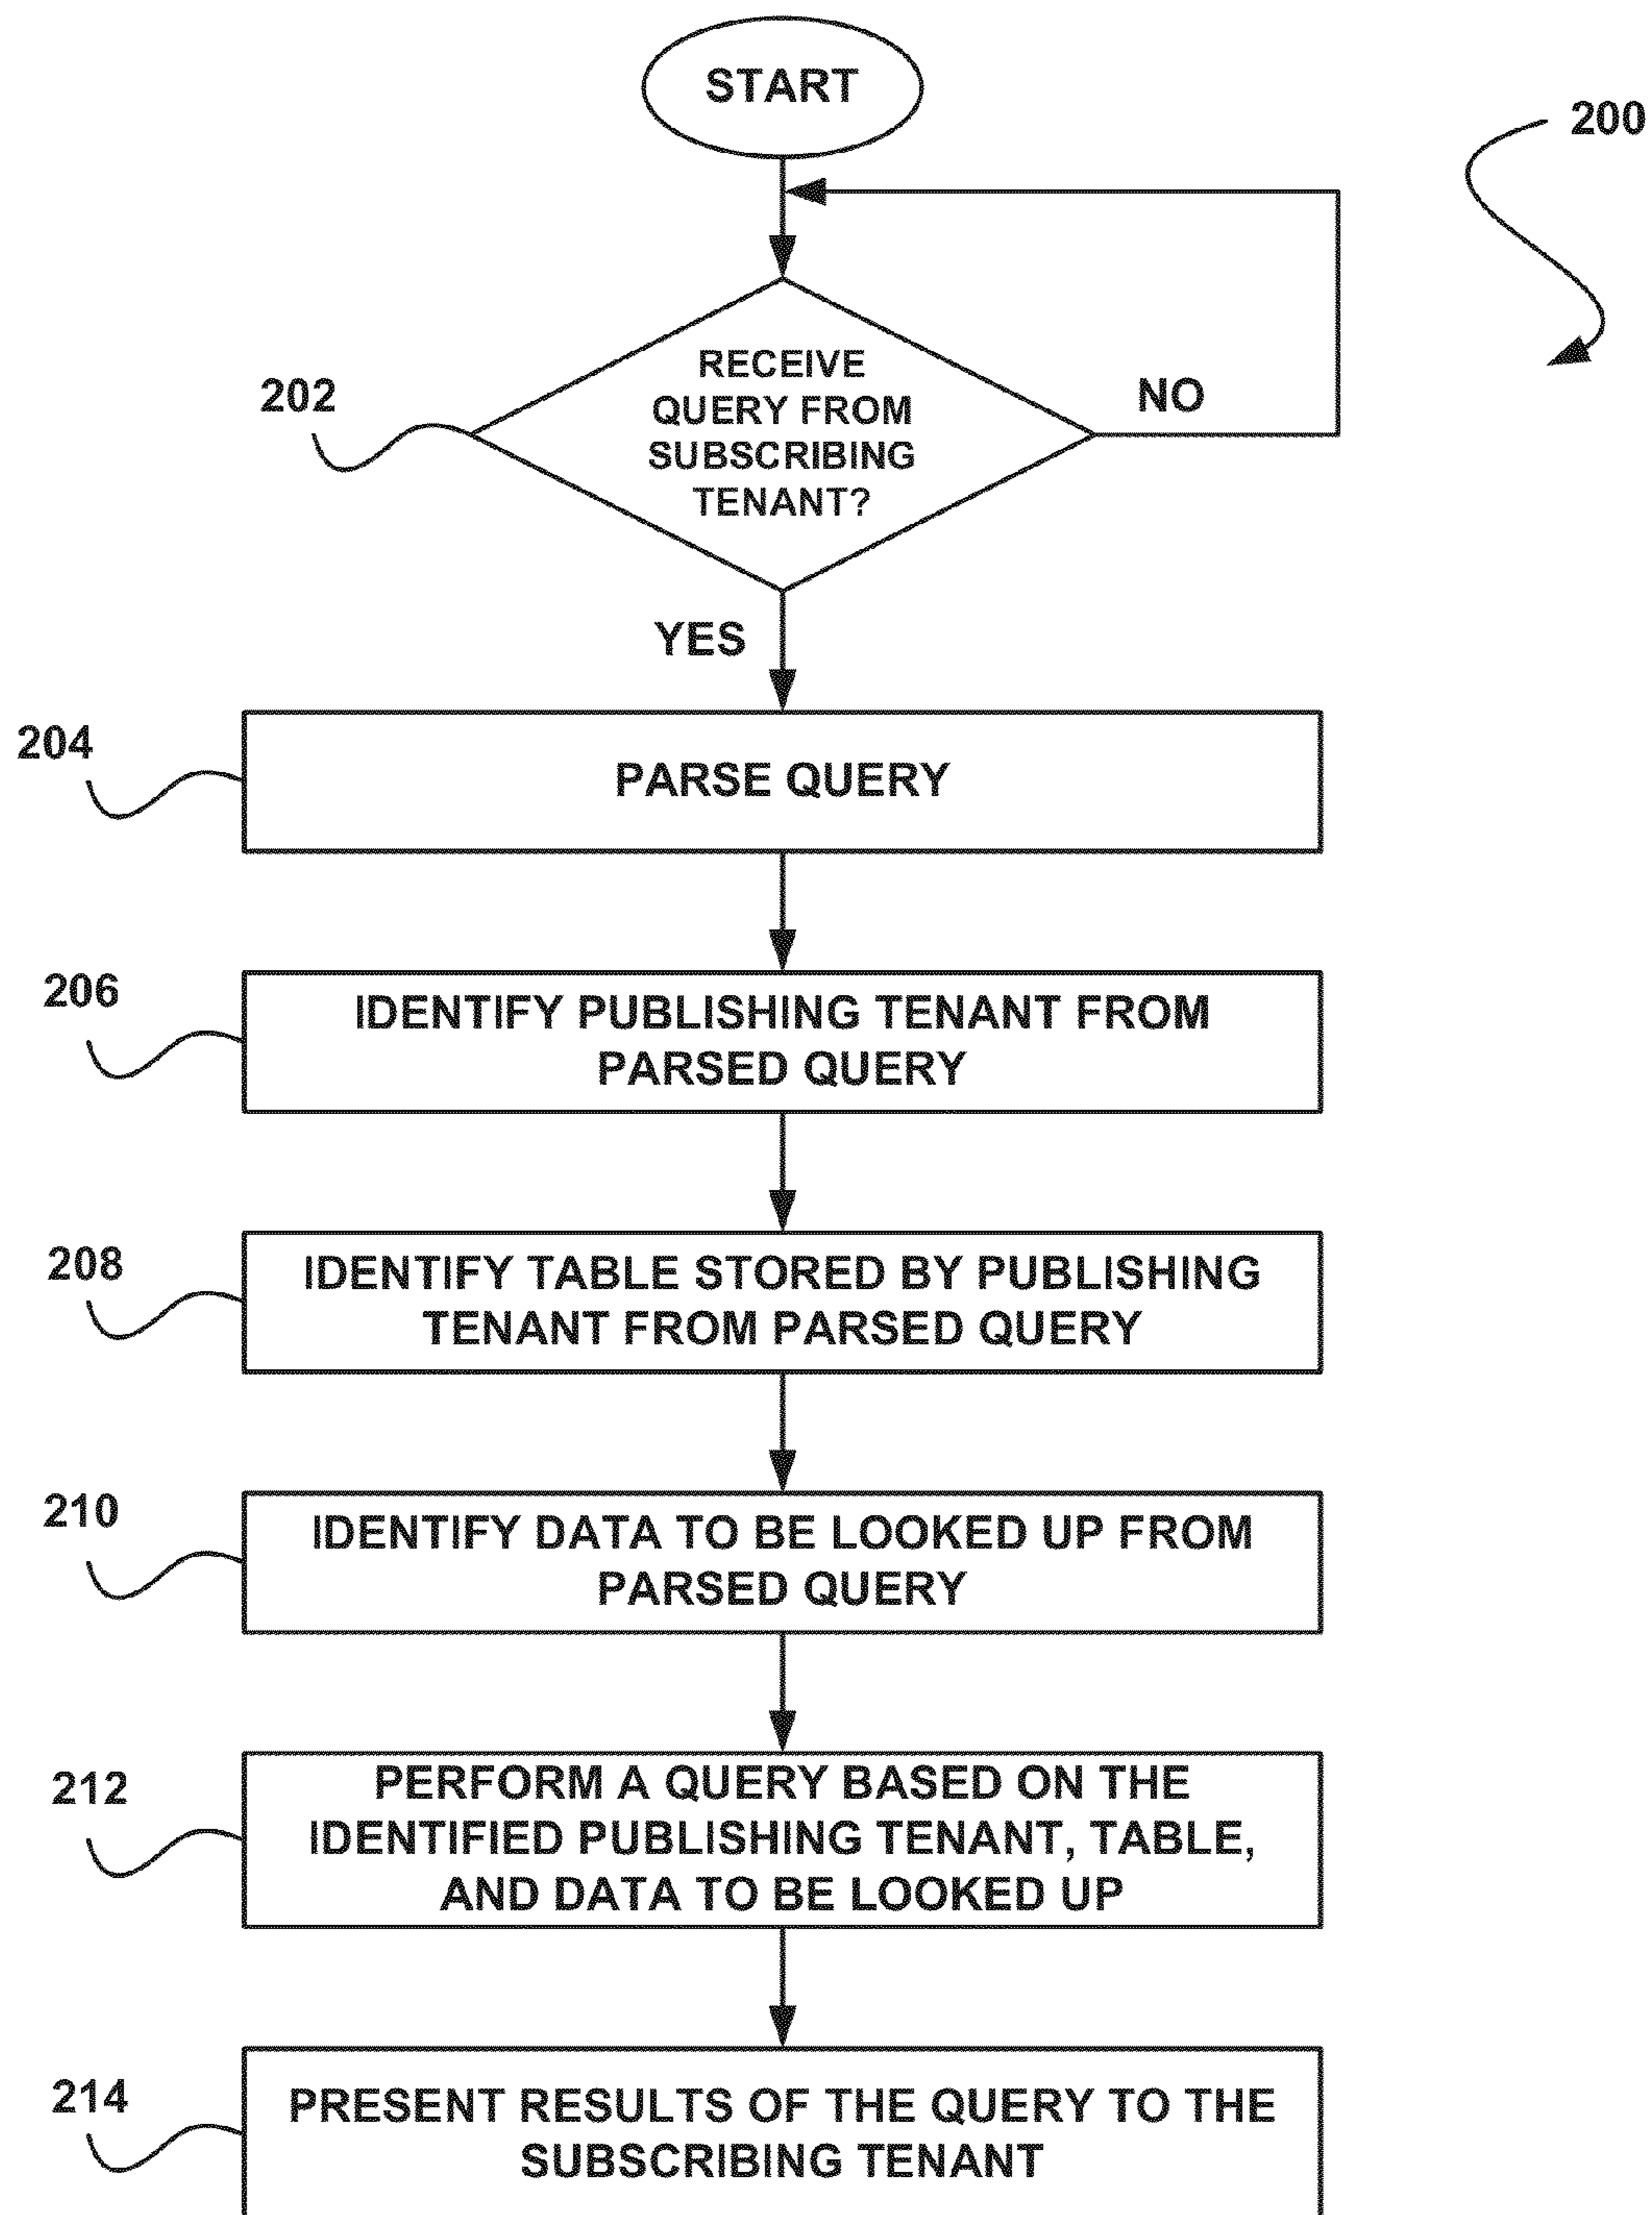 START
200
RECEIVE
QUERY FROM
SUBSCRIBING
TENANT?
202
NO
YES
204
PARSE QUERY
206
IDENTIFY PUBLISHING TENANT FROM
PARSED QUERY
208
IDENTIFY TABLE STORED BY PUBLISHING
TENANT FROM PARSED QUERY
210
IDENTIFY DATA TO BE LOOKED UP FROM
PARSED QUERY
212
PERFORM A QUERY BASED ON THE
IDENTIFIED PUBLISHING TENANT, TABLE,
AND DATA TO BE LOOKED UP
214
PRESENT RESULTS OF THE QUERY TO THE
SUBSCRIBING TENANT